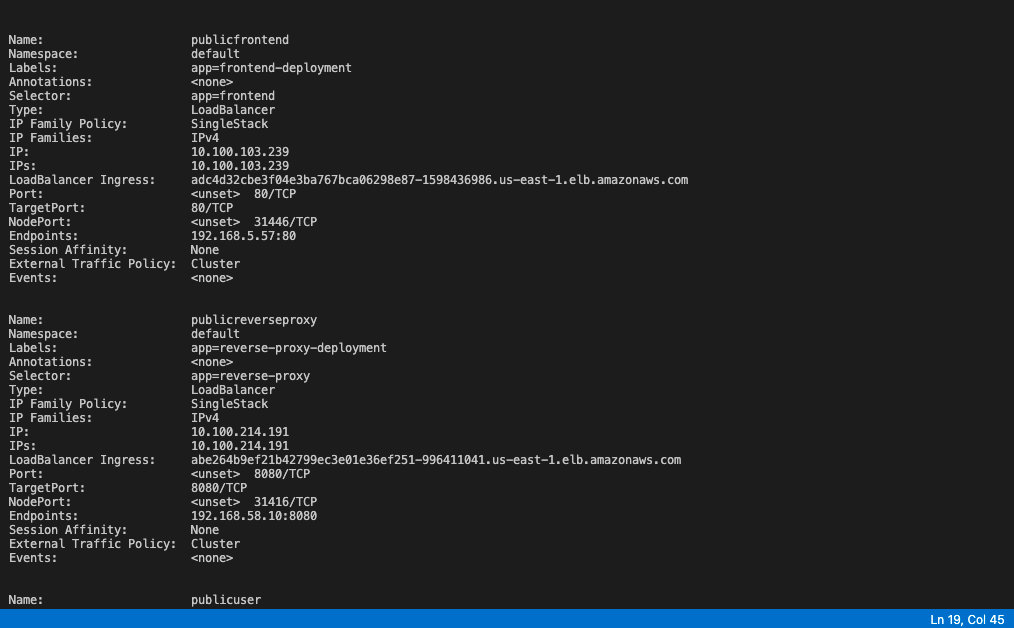 Name: publicfrontend
Namespace: default
Labels: app=frontend-deployment
Annotations: <none>
Selector: app=frontend
Type: LoadBalancer
IP Family Policy: SingleStack
IP Families: IPv4
IP: 10.100.103.239
IPs: 10.100.103.239
LoadBalancer Ingress: adc4d32cbe3f04e3ba767bca06298e87-1598436986.us-east-1.elb.amazonaws.com
Port: <unset> 80/TCP
TargetPort: 80/TCP
NodePort: <unset> 31446/TCP
Endpoints: 192.168.5.57:80
Session Affinity: None
External Traffic Policy: Cluster
Events: <none>
Name: publicreverseproxy
Namespace: default
Labels: app=reverse-proxy-deployment
Annotations: <none>
Selector: app=reverse-proxy
Type: LoadBalancer
IP Family Policy: SingleStack
IP Families: IPv4
IP: 10.100.214.191
IPs: 10.100.214.191
LoadBalancer Ingress: abe264b9ef21b42799ec3e01e36ef251-996411041.us-east-1.elb.amazonaws.com
Port: <unset> 8080/TCP
TargetPort: 8080/TCP
NodePort: <unset> 31416/TCP
Endpoints: 192.168.58.10:8080
Session Affinity: None
External Traffic Policy: Cluster
Events: <none>
Name: publicuser
Ln 19, Col 45